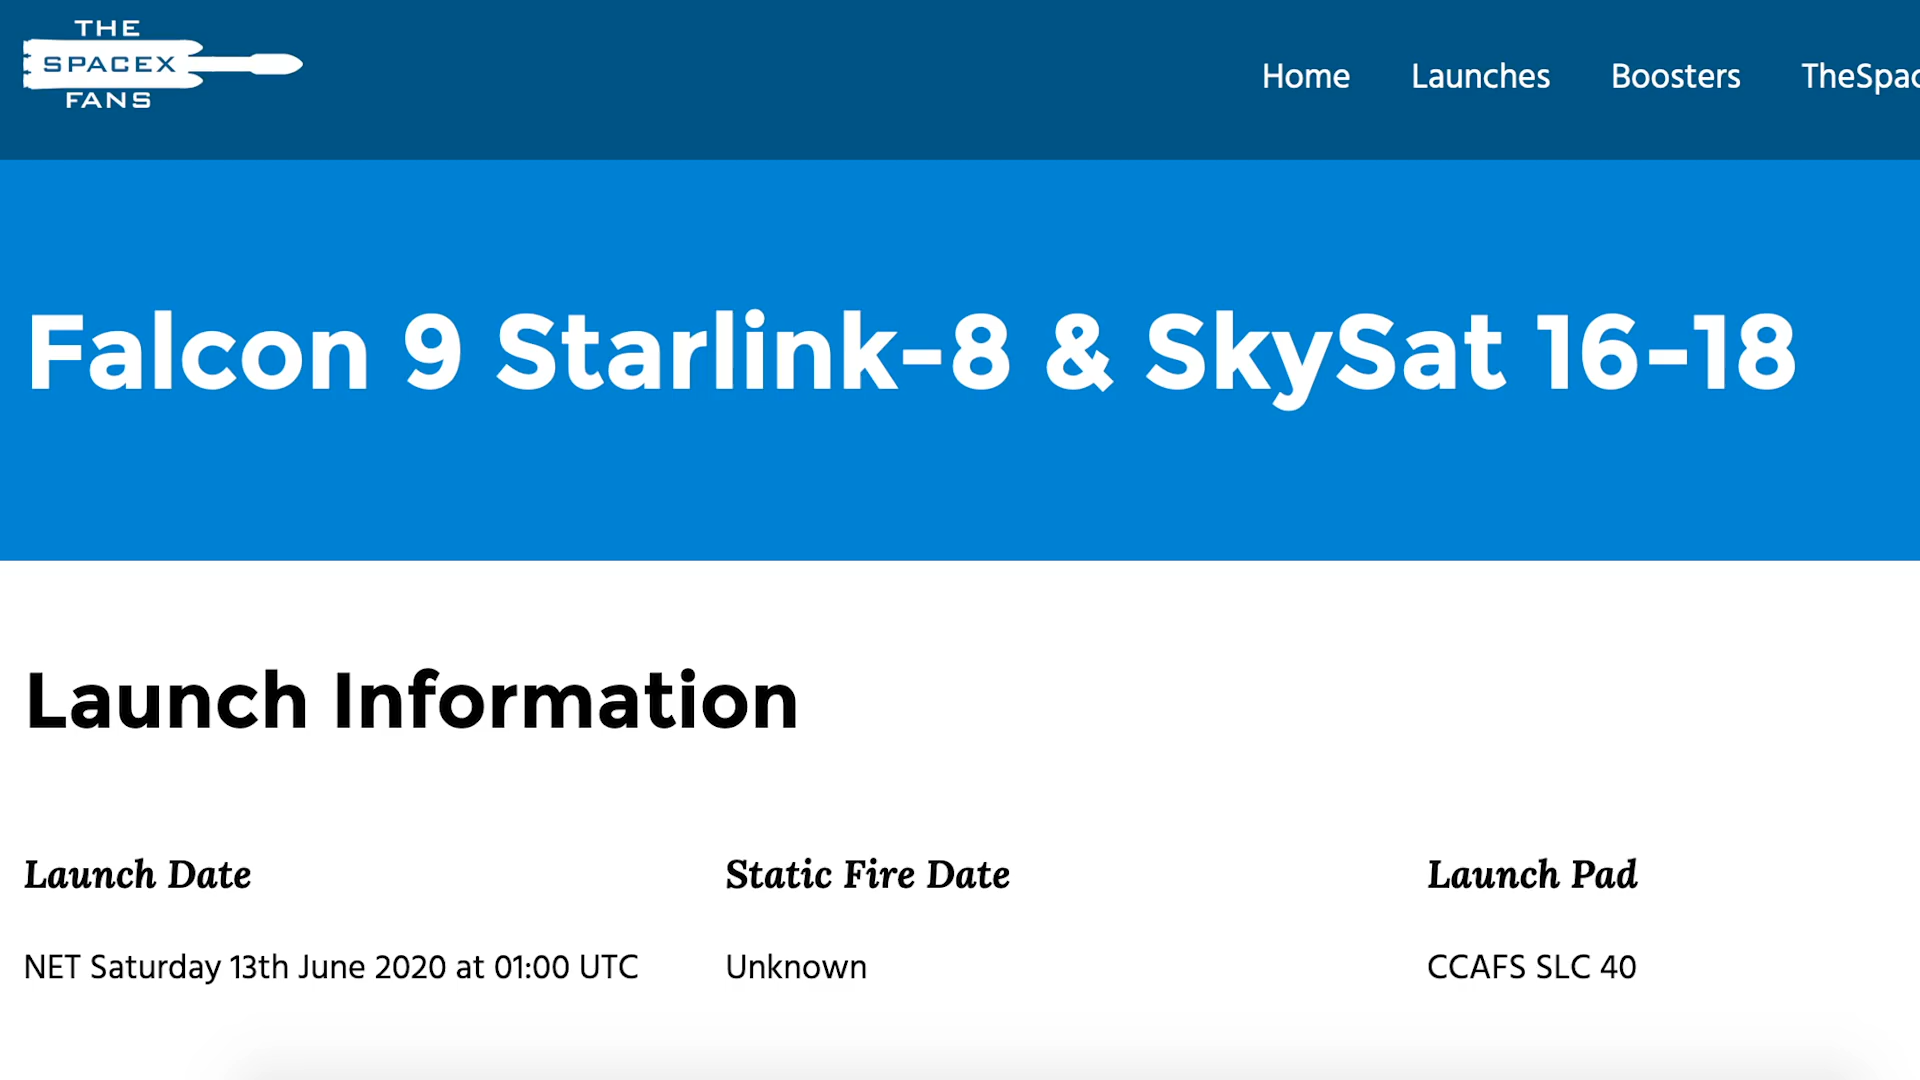 THE
SPACEX
FANS
Home Launches Boosters TheSpac
Falcon 9 Starlink-8 & SkySat 16-18
Launch Information
Launch Date Static Fire Date Launch Pad
NET Saturday 13th June 2020 at 01:00 UTC Unknown CCAFS SLC 40